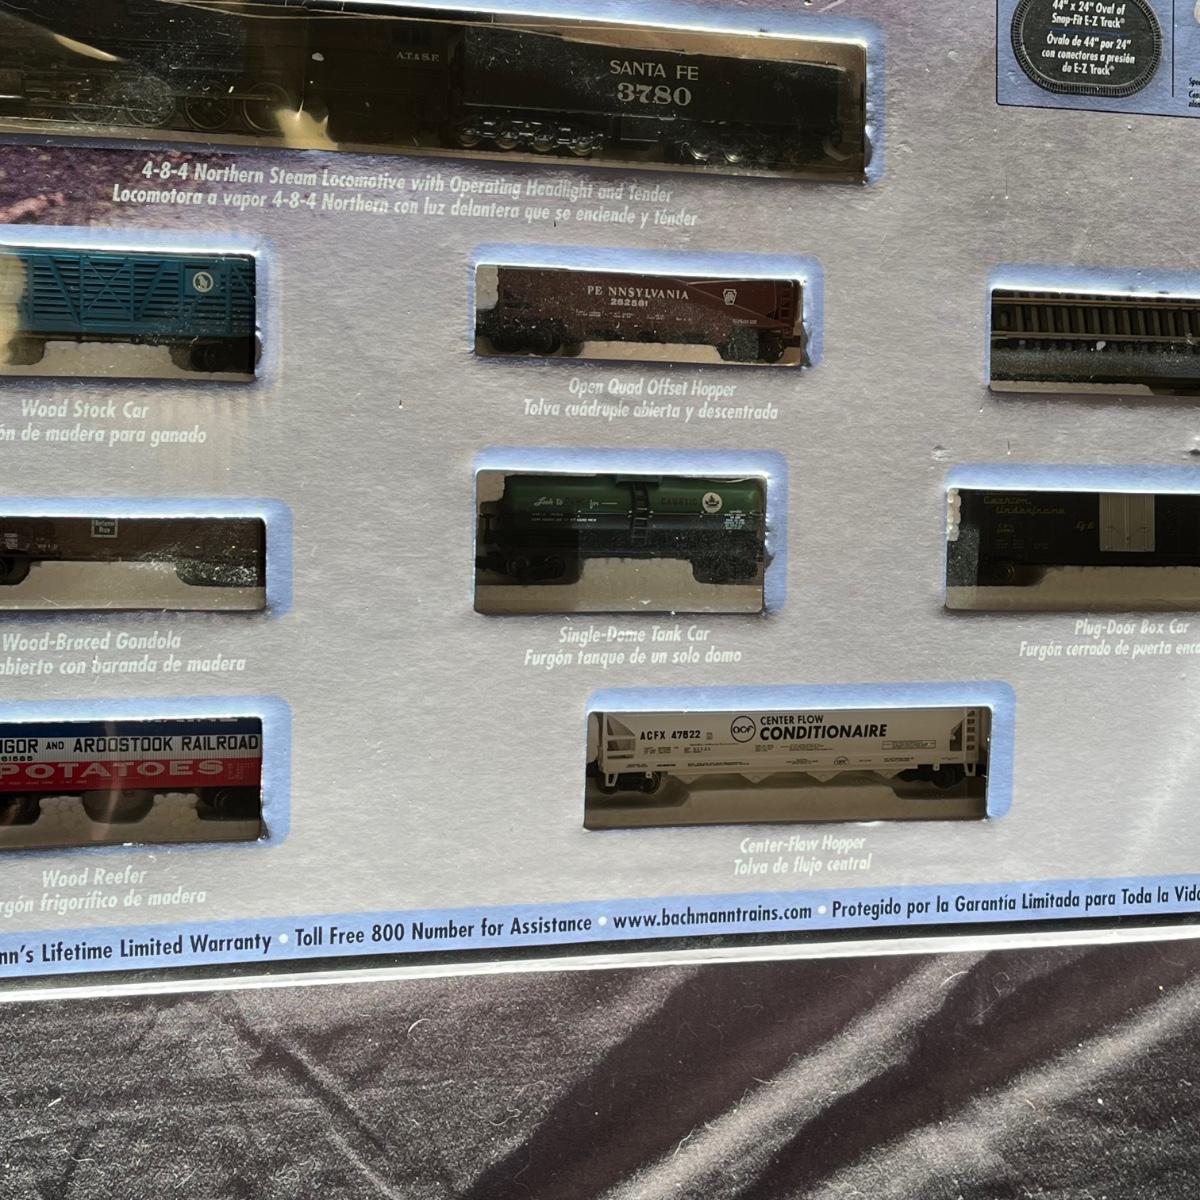 44" x 24" Oval of
Snap-Fit E-Z Track®
Óvalo de 44" por 24"
con conectores a presión
de E-Z Track®
A.T.& S.F.
SANTA FE
3780
4-8-4 Northern Steam Locomotive with Operating Headlight and Tender
Locomotora a vapor 4-8-4 Northern con luz delantera que se enciende y ténder
PENNSYLVANIA
Wood Stock Car
de madera para ganado
Open Quad Offset Hopper
Tolva cuádruple abierta y descentrada
for
CAUSTIC
Cushion
Underframe
Wood-Braced Gondola
abierto con baranda de madera
Single-Dome Tank Car
Furgón tanque de un solo domo
Plug-Door Box Car
Furgón cerrado de puerta
AND AROOSTOOK RAILROAD
61585
POTATOES
ACFX 47822
acf
CENTER FLOW
CONDITIONAIRE
Wood Reefer
frigorífico de madera
Center-Flow Hopper
Tolva de flujo central
Lifetime Limited Warranty • Toll Free 800 Number for Assistance • www.bachmanntrains.com • Protegido por la Garantía Limitada para Toda la Vida